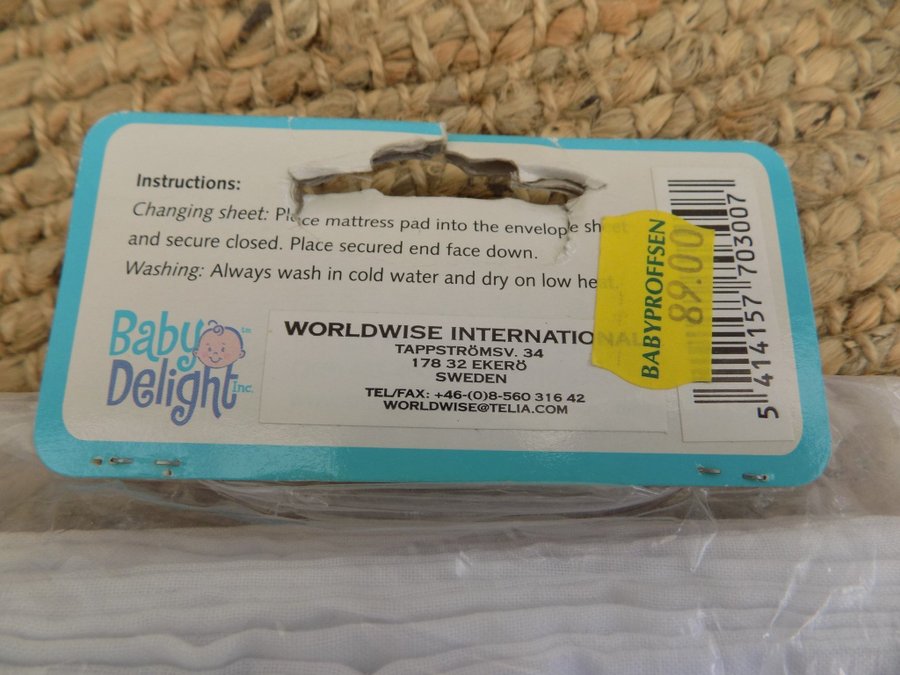 Instructions:
Changing sheet: Place mattress pad into the envelope sheet
and secure closed. Place secured end face down.
Washing: Always wash in cold water and dry on low heat.
Baby
Delight Inc.
WORLDWISE INTERNATIONAL
TAPPSTRÖMSV. 34
178 32 EKERÖ
SWEDEN
TEL/FAX: +46-(0)8-560 316 42
WORLDWISE@TELIA.COM
BABYPROFFSEN
89.00
5 414157 703007